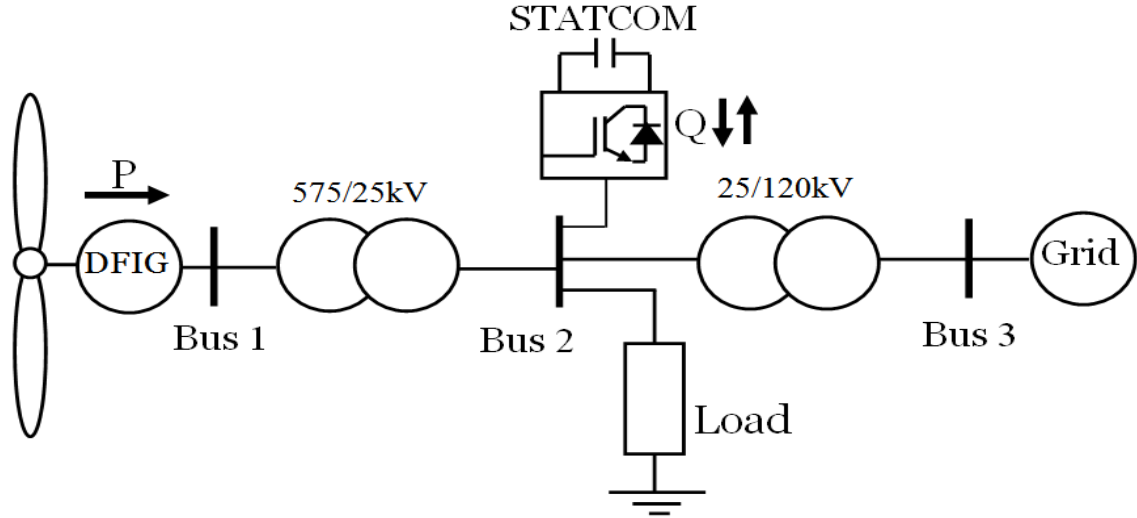 STATCOM
Q
P
575/25kV
25/120kV
DFIG
Grid
Bus 1
Bus 2
Bus 3
Load